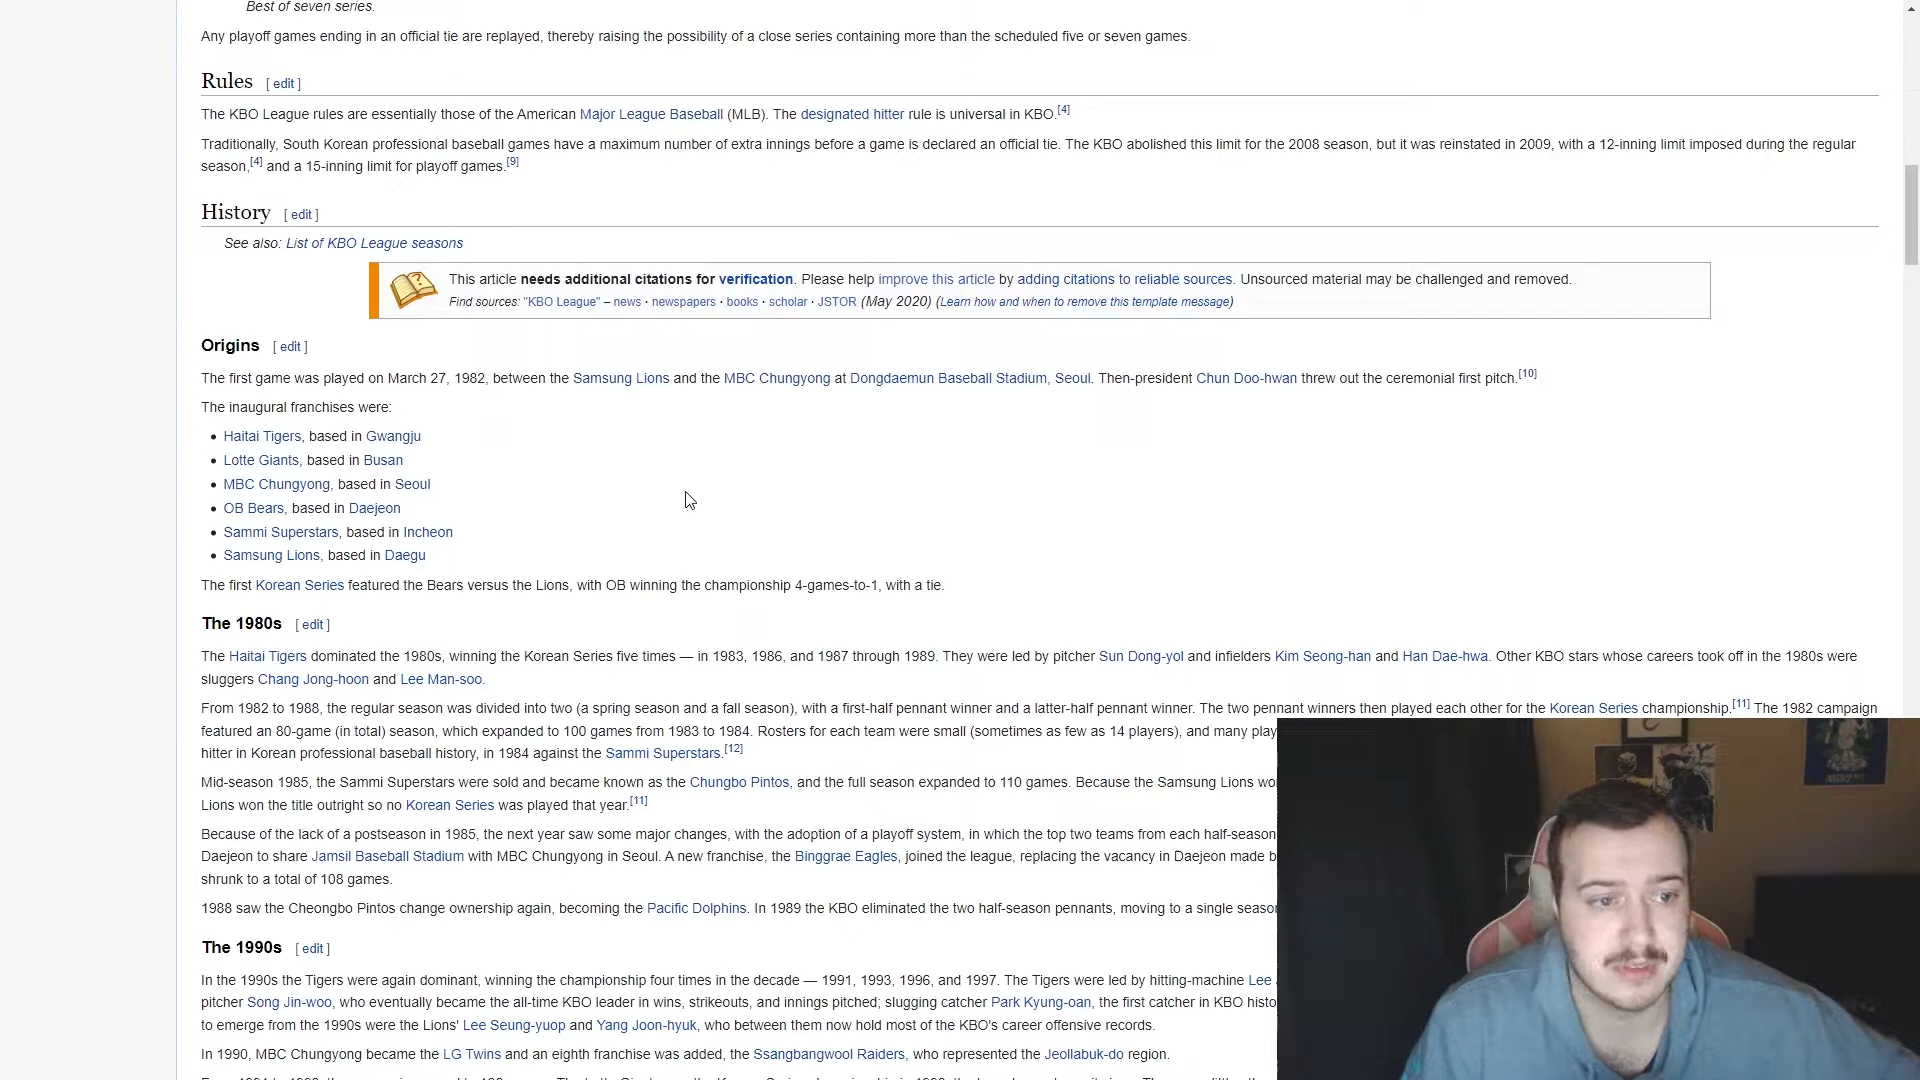 Best of seven series.
Any playoff games ending in an official tie are replayed, thereby raising the possibility of a close series containing more than the scheduled five or seven games.
Rules [ edit ]
The KBO League rules are essentially those of the American Major League Baseball (MLB). The designated hitter rule is universal in KBO.[4]
Traditionally, South Korean professional baseball games have a maximum number of extra innings before a game is declared an official tie. The KBO abolished this limit for the 2008 season, but it was reinstated in 2009, with a 12-inning limit imposed during the regular
season,[4] and a 15-inning limit for playoff games.[9]
History [ edit ]
See also: List of KBO League seasons
This article needs additional citations for verification. Please help improve this article by adding citations to reliable sources. Unsourced material may be challenged and removed.
Find sources: "KBO League" – news · newspapers · books · scholar · JSTOR (May 2020) (Learn how and when to remove this template message)
Origins [ edit ]
The first game was played on March 27, 1982, between the Samsung Lions and the MBC Chungyong at Dongdaemun Baseball Stadium, Seoul. Then-president Chun Doo-hwan threw out the ceremonial first pitch.[10]
The inaugural franchises were:
• Haitai Tigers, based in Gwangju
• Lotte Giants, based in Busan
• MBC Chungyong, based in Seoul
• OB Bears, based in Daejeon
• Sammi Superstars, based in Incheon
• Samsung Lions, based in Daegu
The first Korean Series featured the Bears versus the Lions, with OB winning the championship 4-games-to-1, with a tie.
The 1980s [ edit ]
The Haitai Tigers dominated the 1980s, winning the Korean Series five times — in 1983, 1986, and 1987 through 1989. They were led by pitcher Sun Dong-yol and infielders Kim Seong-han and Han Dae-hwa. Other KBO stars whose careers took off in the 1980s were
sluggers Chang Jong-hoon and Lee Man-soo.
From 1982 to 1988, the regular season was divided into two (a spring season and a fall season), with a first-half pennant winner and a latter-half pennant winner. The two pennant winners then played each other for the Korean Series championship.[11] The 1982 campaign
featured an 80-game (in total) season, which expanded to 100 games from 1983 to 1984. Rosters for each team were small (sometimes as few as 14 players), and many play
hitter in Korean professional baseball history, in 1984 against the Sammi Superstars.[12]
Mid-season 1985, the Sammi Superstars were sold and became known as the Chungbo Pintos, and the full season expanded to 110 games. Because the Samsung Lions wo
Lions won the title outright so no Korean Series was played that year.[11]
Because of the lack of a postseason in 1985, the next year saw some major changes, with the adoption of a playoff system, in which the top two teams from each half-season
Daejeon to share Jamsil Baseball Stadium with MBC Chungyong in Seoul. A new franchise, the Binggrae Eagles, joined the league, replacing the vacancy in Daejeon made b
shrunk to a total of 108 games.
1988 saw the Cheongbo Pintos change ownership again, becoming the Pacific Dolphins. In 1989 the KBO eliminated the two half-season pennants, moving to a single season
The 1990s [ edit ]
In the 1990s the Tigers were again dominant, winning the championship four times in the decade — 1991, 1993, 1996, and 1997. The Tigers were led by hitting-machine Lee
pitcher Song Jin-woo, who eventually became the all-time KBO leader in wins, strikeouts, and innings pitched; slugging catcher Park Kyung-oan, the first catcher in KBO histo
to emerge from the 1990s were the Lions' Lee Seung-yuop and Yang Joon-hyuk, who between them now hold most of the KBO's career offensive records.
In 1990, MBC Chungyong became the LG Twins and an eighth franchise was added, the Ssangbangwool Raiders, who represented the Jeollabuk-do region.